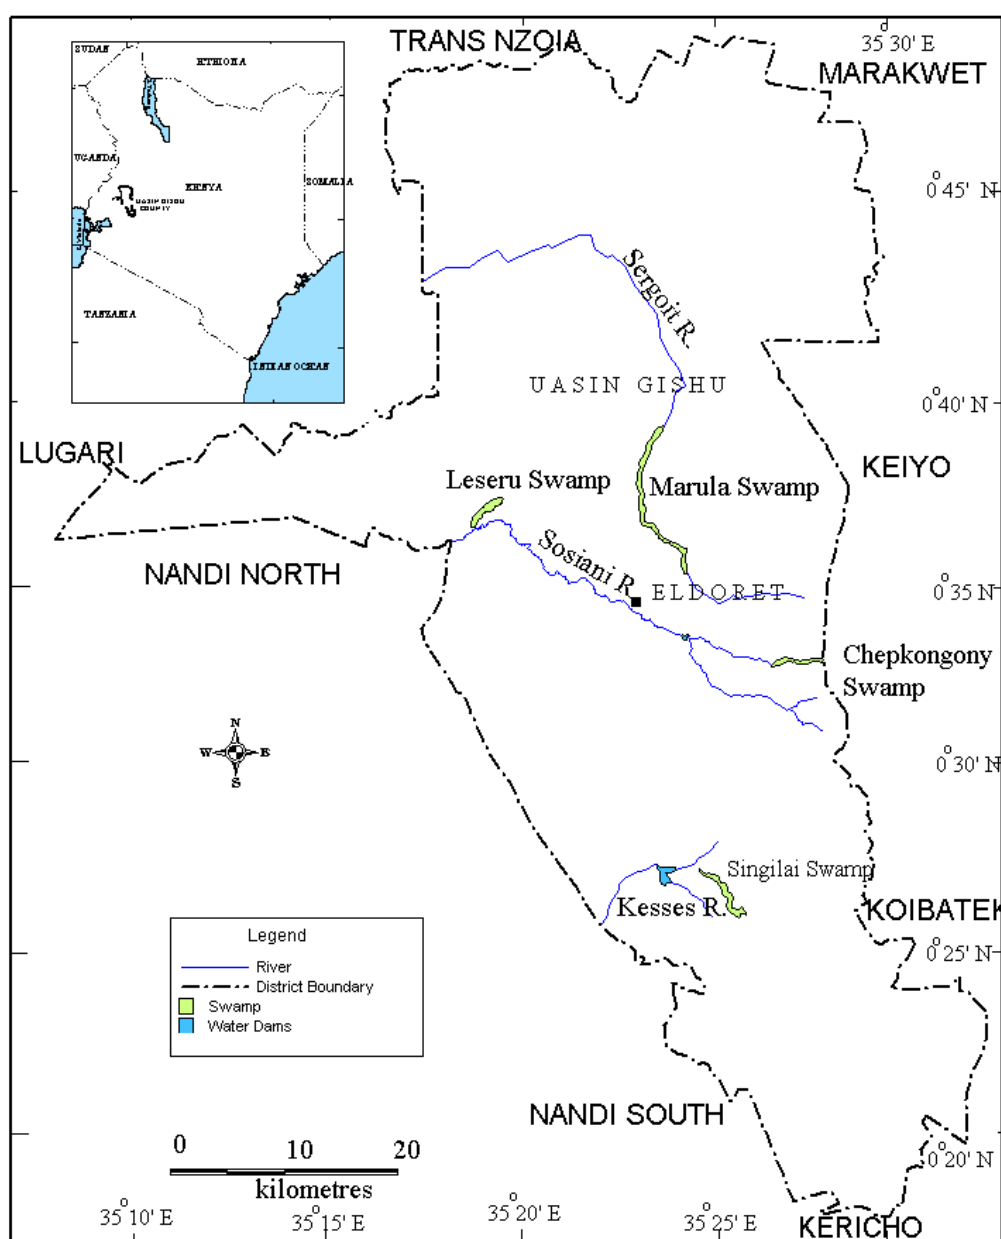 TRANS NZOIA
35° 30' E
MARAKWET
SUDAN
ETHIOPIA
UGANDA
KENYA
SOMALIA
UASIN GISHU
COUNTY
TANZANIA
INDIAN OCEAN
0° 45' N
Sergoit R.
UASIN GISHU
0° 40' N
LUGARI
KEIYO
Leseru Swamp
Marula Swamp
Sosiani R.
NANDI NORTH
ELDORET
0° 35' N
Chepkongony
Swamp
N
W E
S
0° 30' N
Singilai Swamp
Kesses R.
KOIBATEK
0° 25' N
Legend
River
District Boundary
Swamp
Water Dams
NANDI SOUTH
0 10 20
kilometres
0° 20' N
35° 10' E
35° 15' E
35° 20' E
35° 25' E
KERICHO